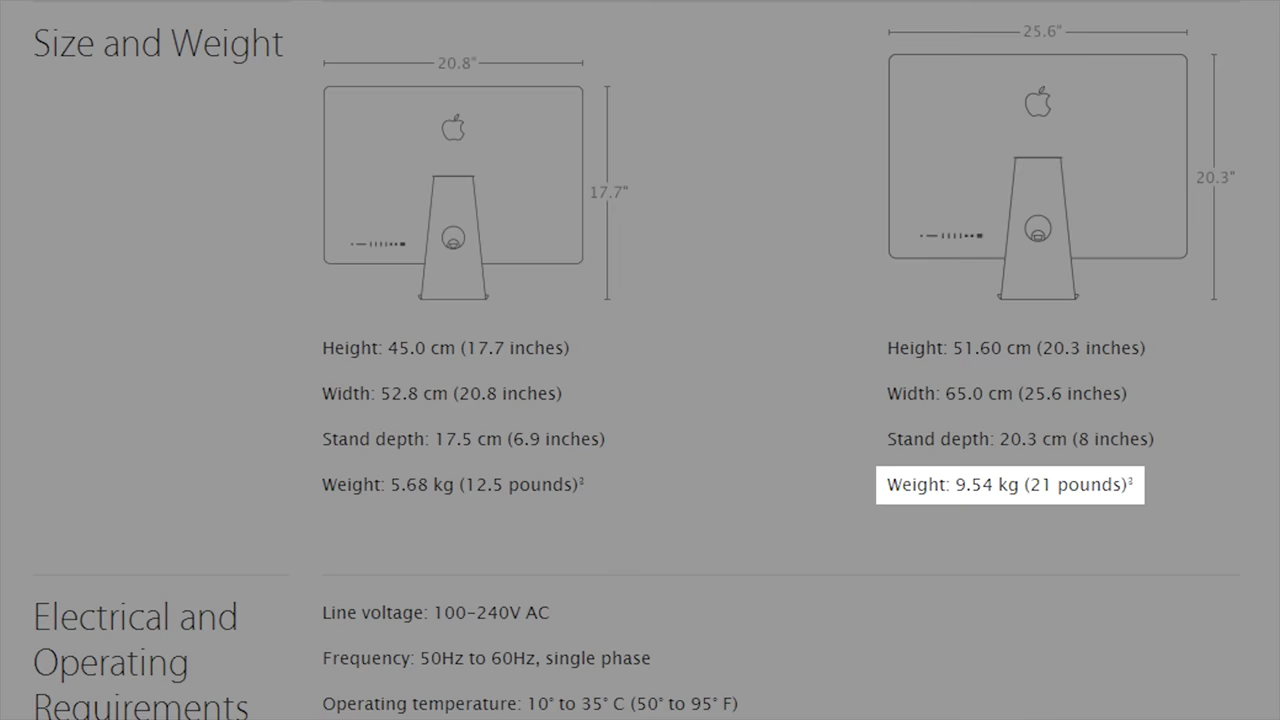 Size and Weight
20.8"
17.7"
25.6"
20.3"
Height: 45.0 cm (17.7 inches)
Width: 52.8 cm (20.8 inches)
Stand depth: 17.5 cm (6.9 inches)
Weight: 5.68 kg (12.5 pounds)³
Height: 51.60 cm (20.3 inches)
Width: 65.0 cm (25.6 inches)
Stand depth: 20.3 cm (8 inches)
Weight: 9.54 kg (21 pounds)³
Electrical and
Operating
Requirements
Line voltage: 100–240V AC
Frequency: 50Hz to 60Hz, single phase
Operating temperature: 10° to 35° C (50° to 95° F)